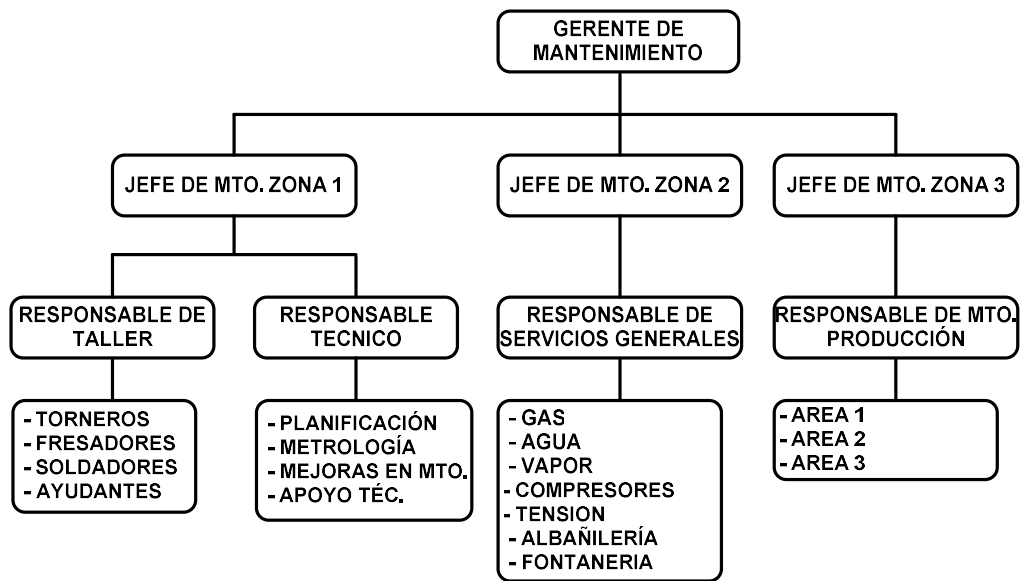 GERENTE DE
MANTENIMIENTO
JEFE DE MTO. ZONA 1
JEFE DE MTO. ZONA 2
JEFE DE MTO. ZONA 3
RESPONSABLE DE
TALLER
RESPONSABLE
TECNICO
RESPONSABLE DE
SERVICIOS GENERALES
RESPONSABLE DE MTO.
PRODUCCIÓN
- TORNEROS
- FRESADORES
- SOLDADORES
- AYUDANTES
- PLANIFICACIÓN
- METROLOGÍA
- MEJORAS EN MTO.
- APOYO TÉC.
- GAS
- AGUA
- VAPOR
- COMPRESORES
- TENSION
- ALBAÑILERÍA
- FONTANERIA
- AREA 1
- AREA 2
- AREA 3